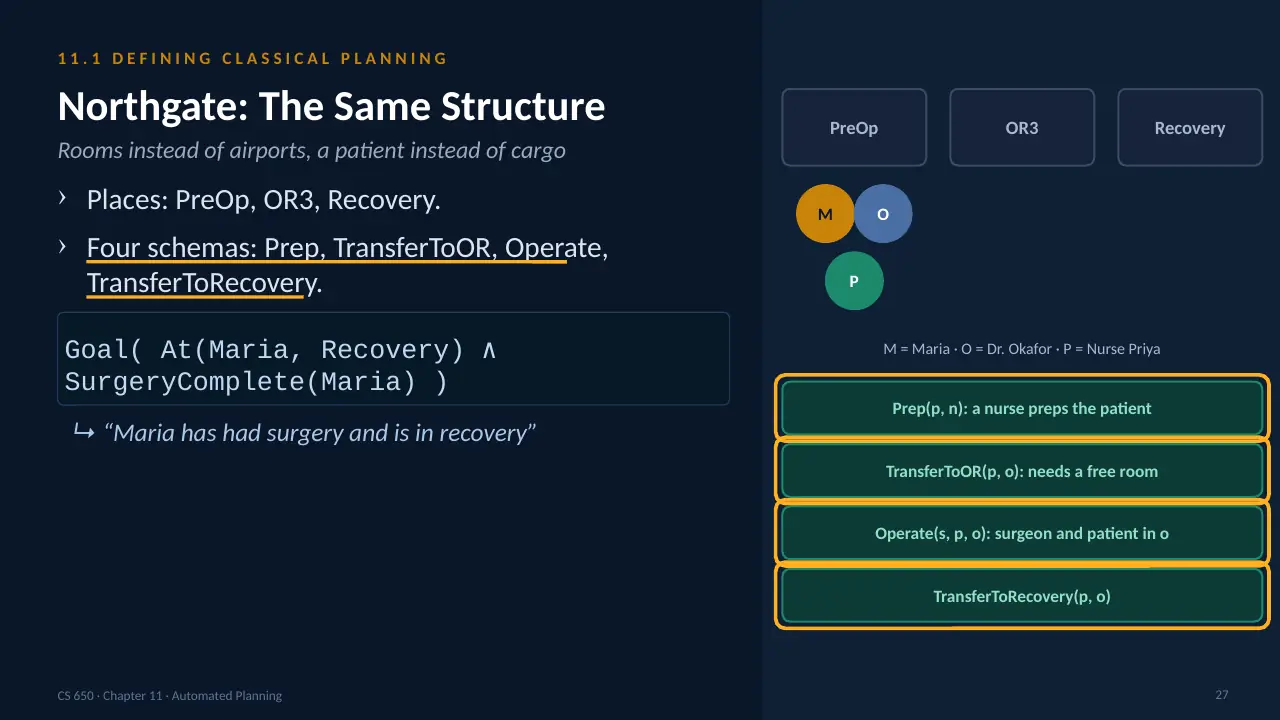 11.1 DEFINING CLASSICAL PLANNING
Northgate: The Same Structure
Rooms instead of airports, a patient instead of cargo
› Places: PreOp, OR3, Recovery.
› Four schemas: Prep, TransferToOR, Operate,
TransferToRecovery.
Goal( At(Maria, Recovery) ∧
SurgeryComplete(Maria) )
↪ “Maria has had surgery and is in recovery”
PreOp
OR3
Recovery
M
O
P
M = Maria · O = Dr. Okafor · P = Nurse Priya
Prep(p, n): a nurse preps the patient
TransferToOR(p, o): needs a free room
Operate(s, p, o): surgeon and patient in o
TransferToRecovery(p, o)
CS 650 · Chapter 11 · Automated Planning
27